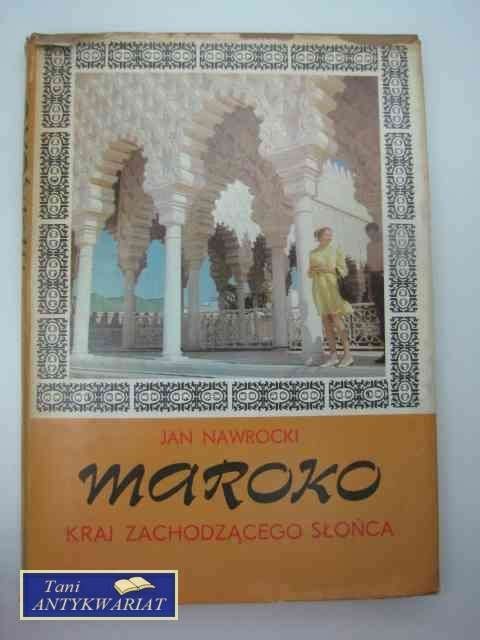 JAN NAWROCKI
MAROKO
KRAJ ZACHODZĄCEGO SŁOŃCA
Tani
ANTYKWARIAT